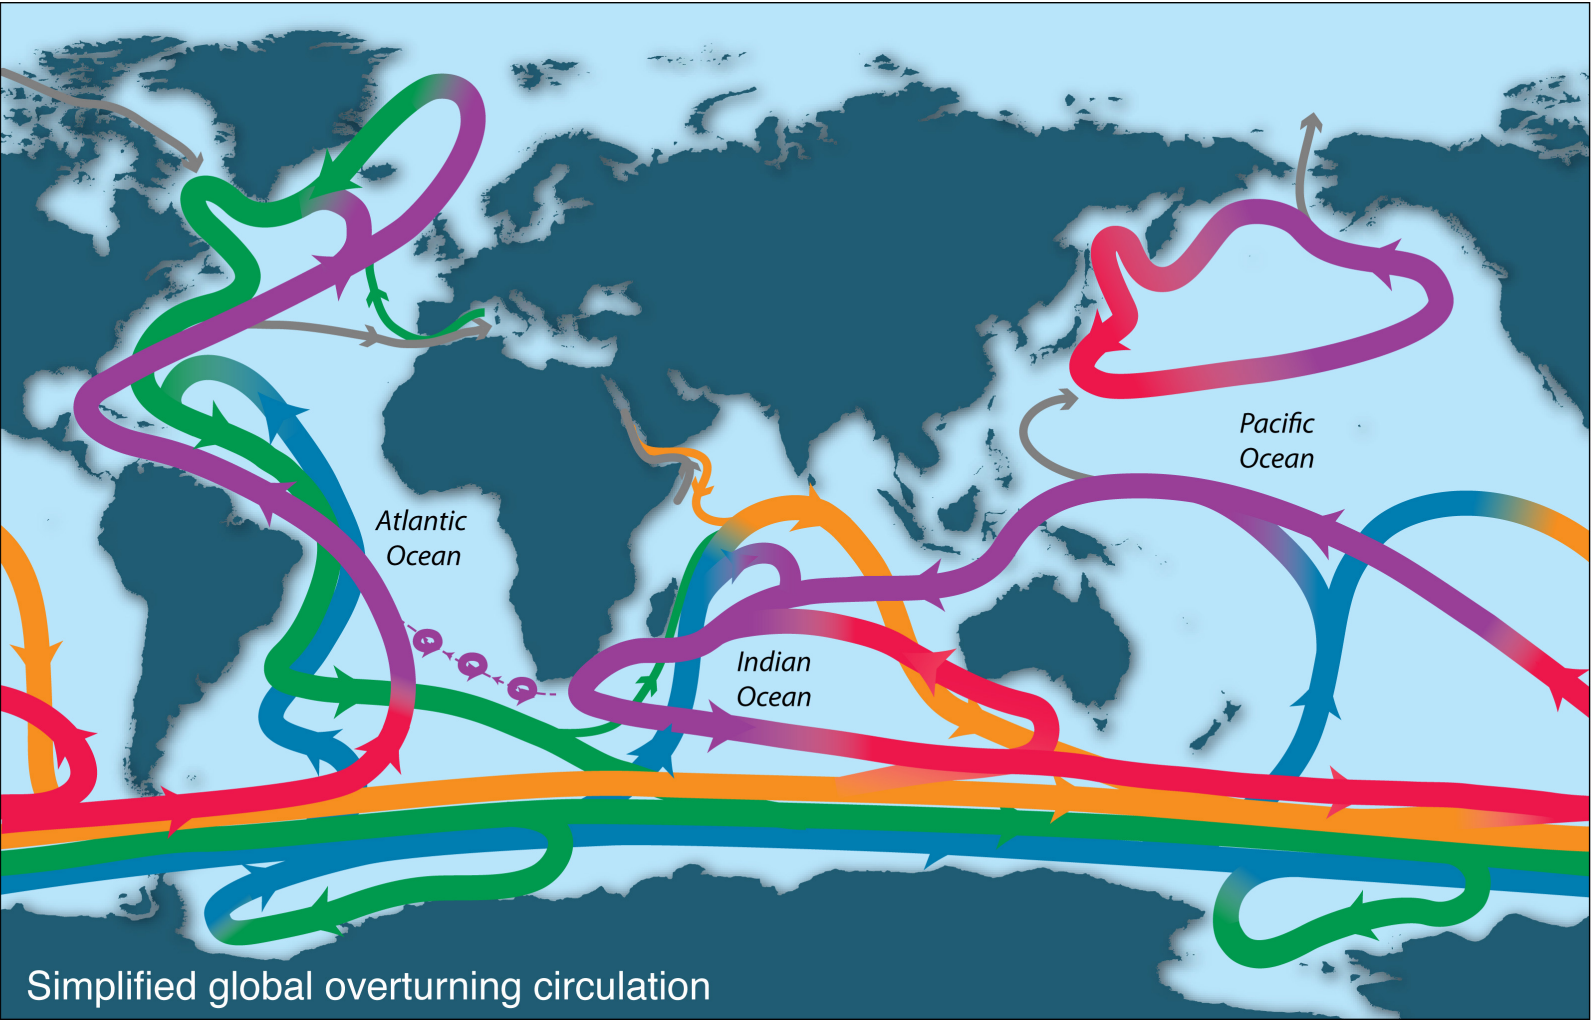 Pacific
Ocean
Atlantic
Ocean
Indian
Ocean
Simplified global overturning circulation